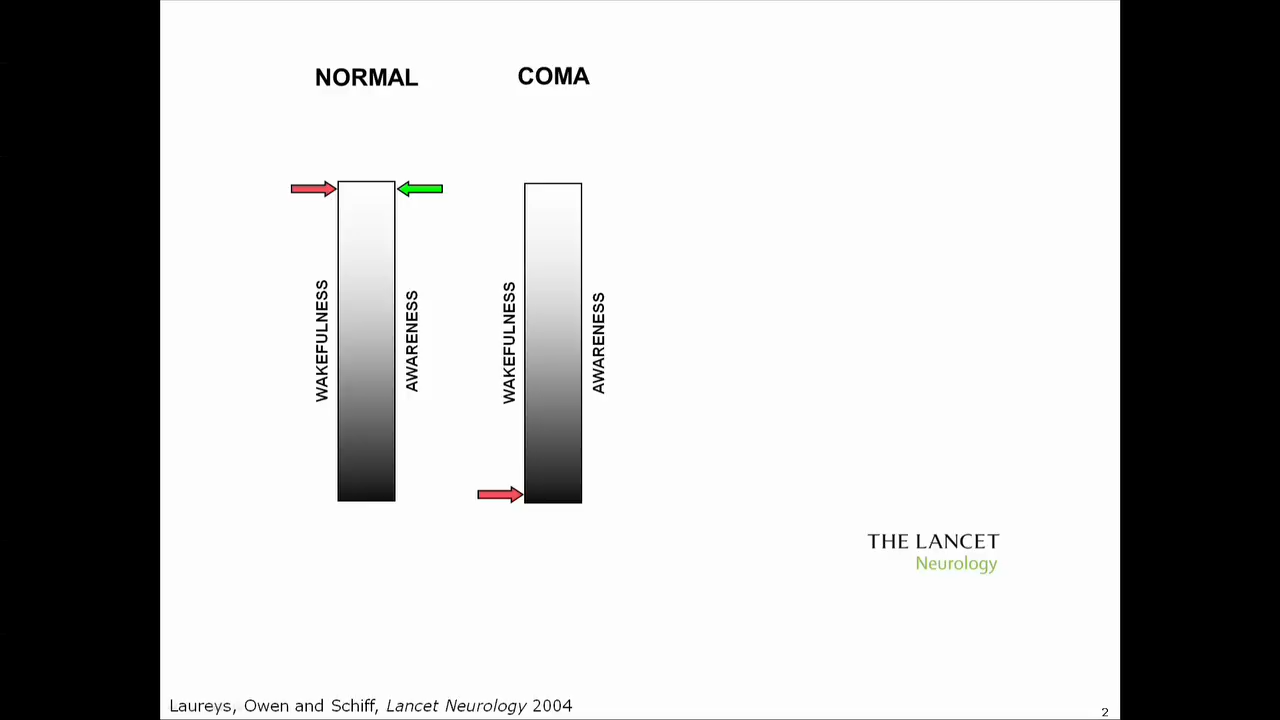 NORMAL
COMA
WAKEFULNESS
AWARENESS
WAKEFULNESS
AWARENESS
THE LANCET
Neurology
Laureys, Owen and Schiff, Lancet Neurology 2004
2